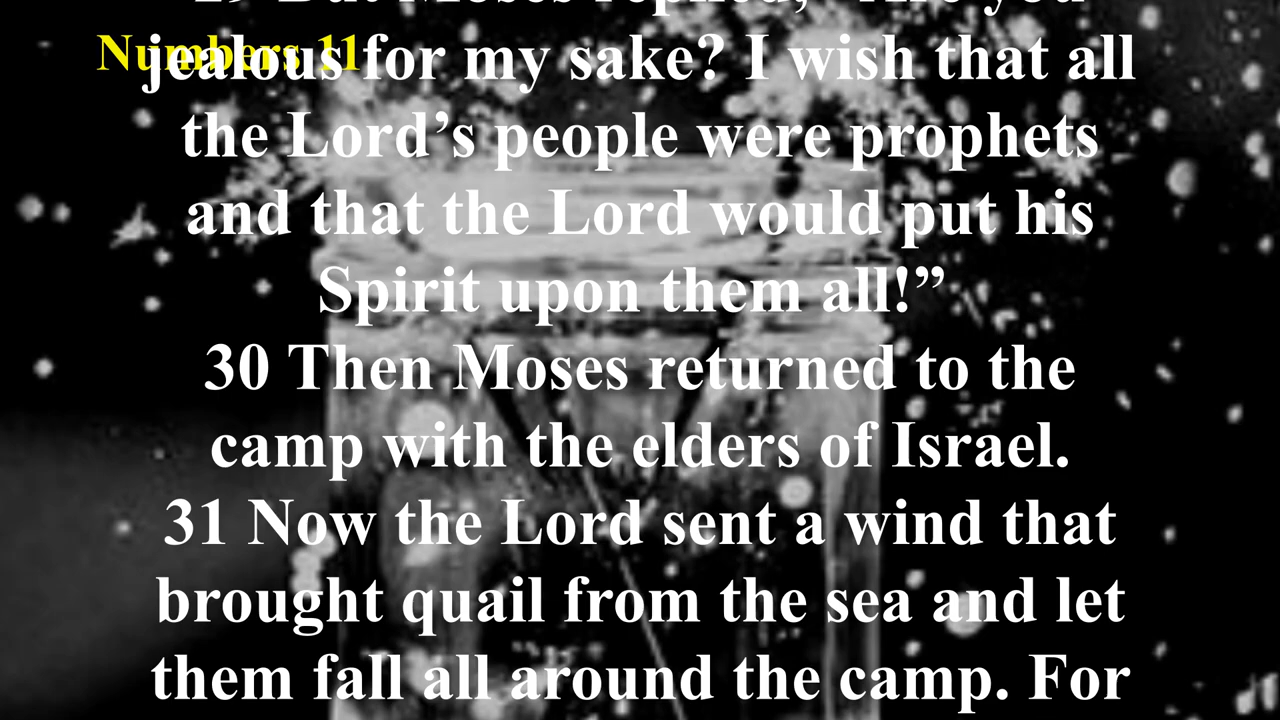 29 But Moses replied, “Are you
Numbers 11
jealous for my sake? I wish that all
the Lord’s people were prophets
and that the Lord would put his
Spirit upon them all!”
30 Then Moses returned to the
camp with the elders of Israel.
31 Now the Lord sent a wind that
brought quail from the sea and let
them fall all around the camp. For